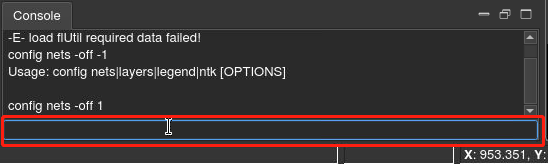 Console
-E- load flUtil required data failed!
config nets -off -1
Usage: config nets|layers|legend|ntk [OPTIONS]
config nets -off 1
X: 953.351, Y: